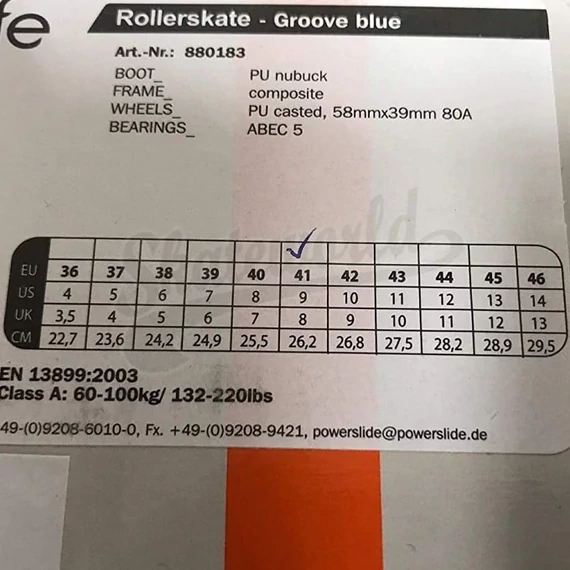 fe
Rollerskate - Groove blue
Art.-Nr.: 880183
BOOT_ PU nubuck
FRAME_ composite
WHEELS_ PU casted, 58mmx39mm 80A
BEARINGS_ ABEC 5
Skateworld
EU 36 37 38 39 40 41 42 43 44 45 46
US 4 5 6 7 8 9 10 11 12 13 14
UK 3,5 4 5 6 7 8 9 10 11 12 13
CM 22,7 23,6 24,2 24,9 25,5 26,2 26,8 27,5 28,2 28,9 29,5
EN 13899:2003
Class A: 60-100kg/ 132-220lbs
49-(0)9208-6010-0, Fx. +49-(0)9208-9421, powerslide@powerslide.de